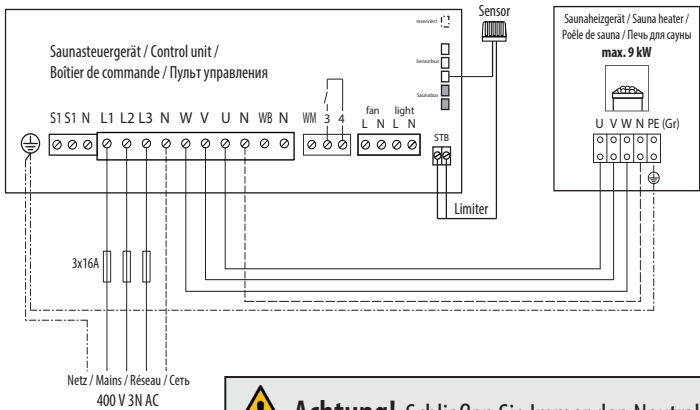 reserviert
Sensor
Sensorbus
Saunabus
Saunasteuergerät / Control unit /
Boîtier de commande / Пульт управления
S1 S1 N L1 L2 L3 N W V U N WB N WM 3 4
fan light
L N L N
STB
Limiter
Saunaheizgerät / Sauna heater /
Poêle de sauna / Печь для сауны
max. 9 kW
U V W N PE (Gr)
3x16A
Netz / Mains / Réseau / Сеть
400 V 3N AC
Achtung! Schließen Sie Immer den Neutral